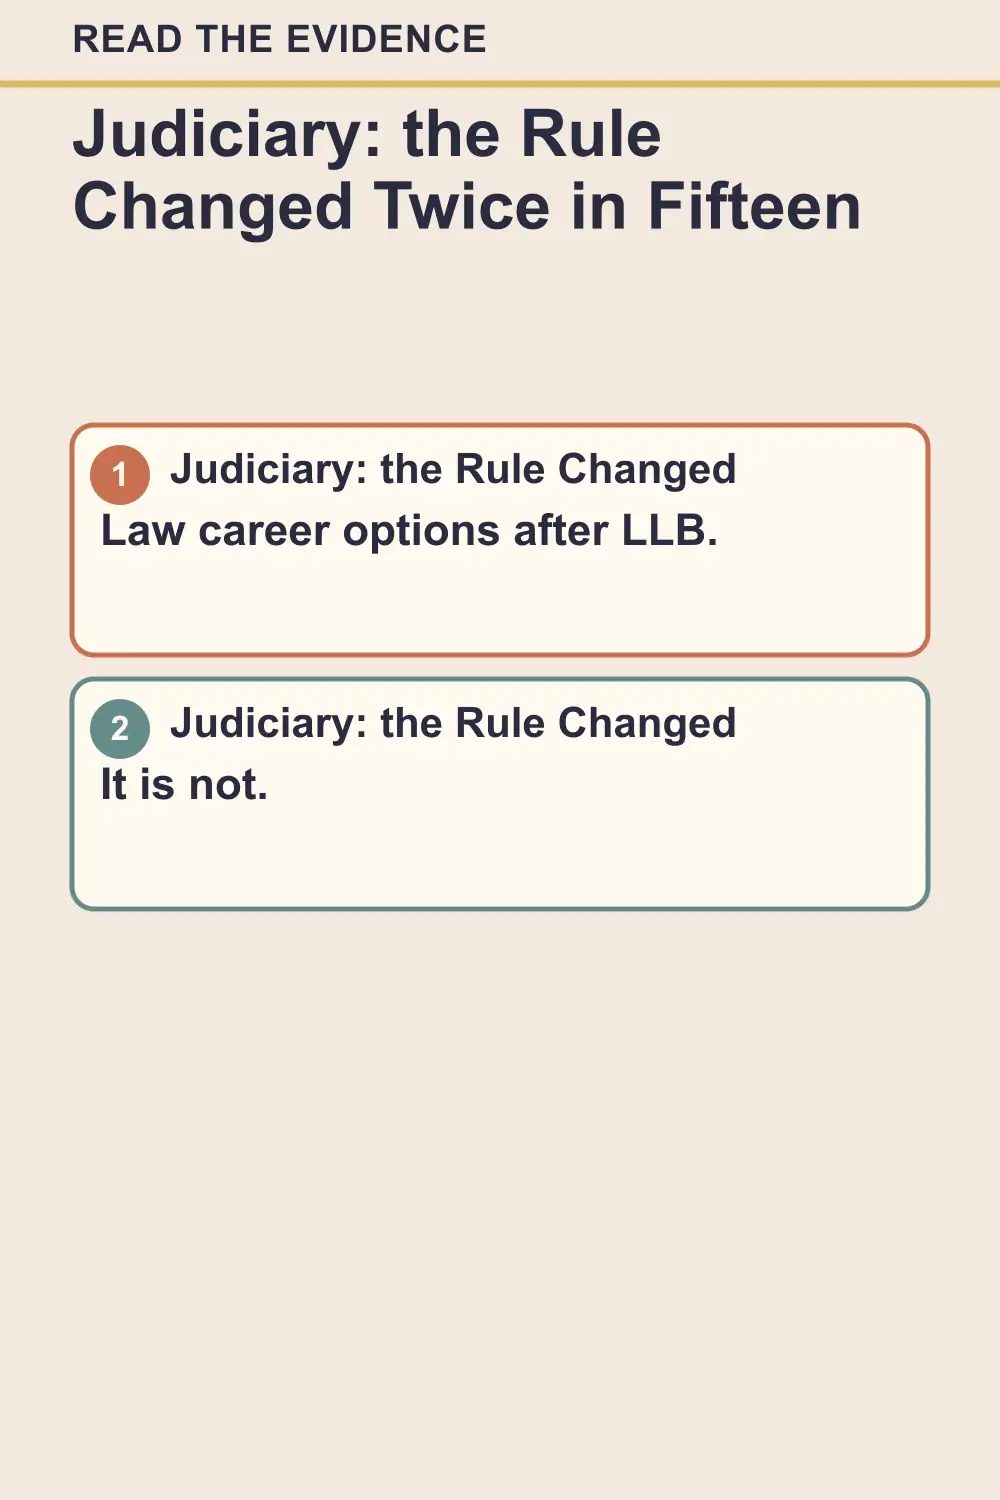 READ THE EVIDENCE
Judiciary: the Rule
Changed Twice in Fifteen
1 Judiciary: the Rule Changed
Law career options after LLB.
2 Judiciary: the Rule Changed
It is not.